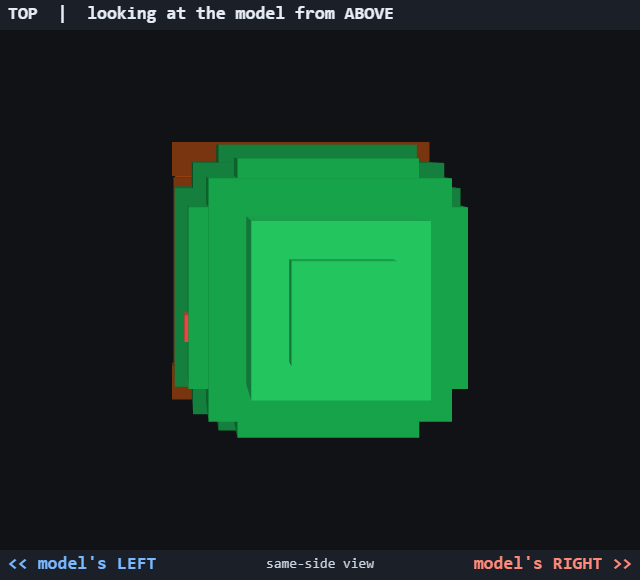 TOP | looking at the model from ABOVE
<< model's LEFT
same-side view
model's RIGHT >>